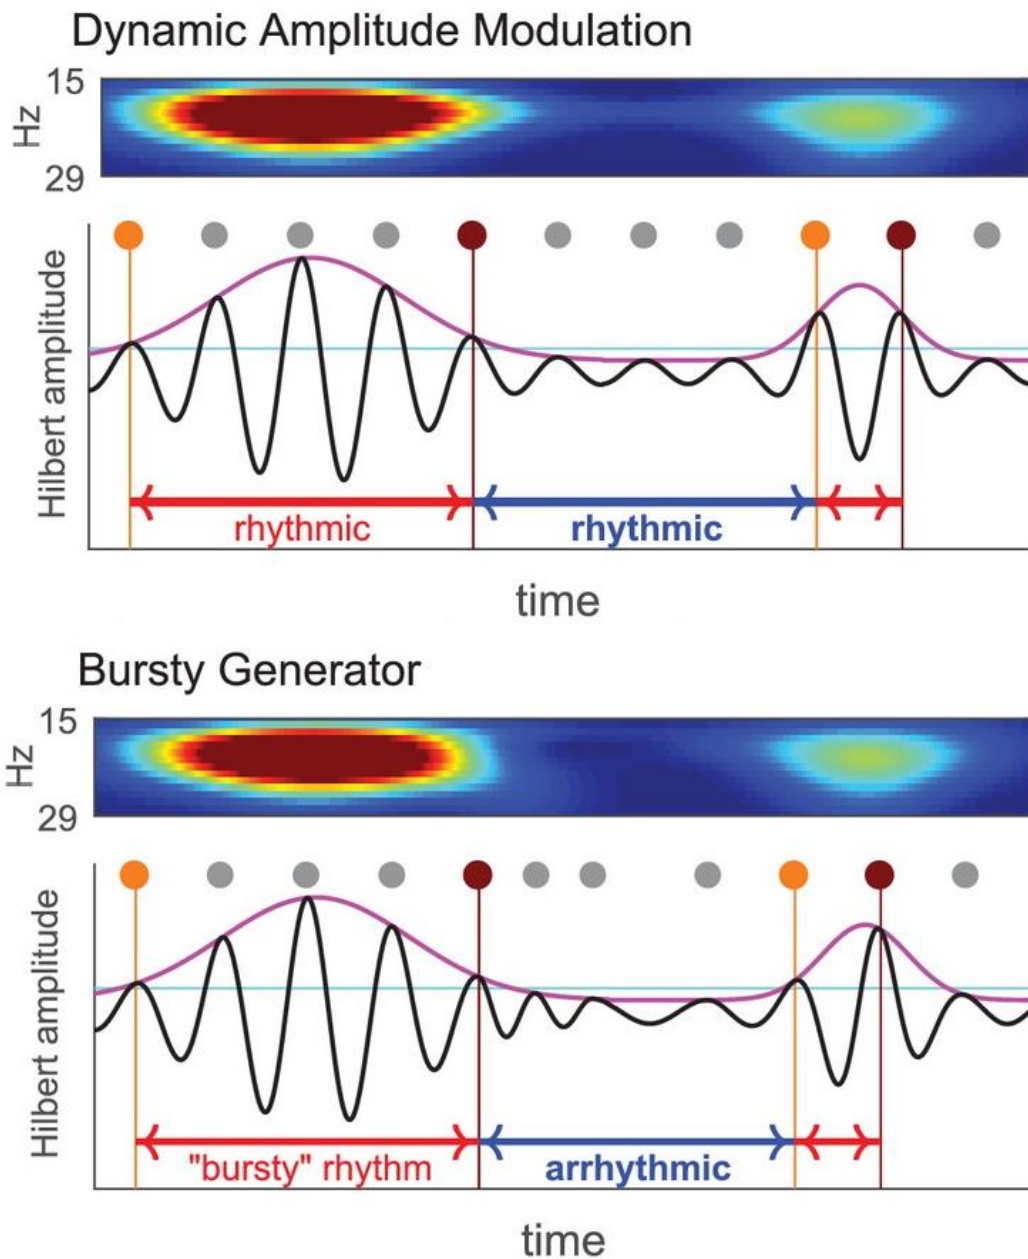 Dynamic Amplitude Modulation
15
Hz
29
Hilbert amplitude
rhythmic
rhythmic
time
Bursty Generator
15
Hz
29
Hilbert amplitude
"bursty" rhythm
arrhythmic
time